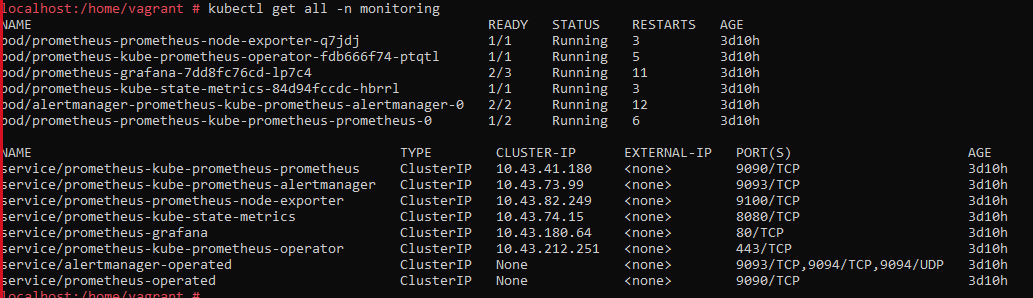 localhost:/home/vagrant # kubectl get all -n monitoring
NAME READY STATUS RESTARTS AGE
pod/prometheus-prometheus-node-exporter-q7jdj 1/1 Running 3 3d10h
pod/prometheus-kube-prometheus-operator-fdb666f74-ptqtl 1/1 Running 5 3d10h
pod/prometheus-grafana-7dd8fc76cd-lp7c4 2/3 Running 11 3d10h
pod/prometheus-kube-state-metrics-84d94fccdc-hbrrl 1/1 Running 3 3d10h
pod/alertmanager-prometheus-kube-prometheus-alertmanager-0 2/2 Running 12 3d10h
pod/prometheus-prometheus-kube-prometheus-prometheus-0 1/2 Running 6 3d10h
NAME TYPE CLUSTER-IP EXTERNAL-IP PORT(S) AGE
service/prometheus-kube-prometheus-prometheus ClusterIP 10.43.41.180 <none> 9090/TCP 3d10h
service/prometheus-kube-prometheus-alertmanager ClusterIP 10.43.73.99 <none> 9093/TCP 3d10h
service/prometheus-prometheus-node-exporter ClusterIP 10.43.82.249 <none> 9100/TCP 3d10h
service/prometheus-kube-state-metrics ClusterIP 10.43.74.15 <none> 8080/TCP 3d10h
service/prometheus-grafana ClusterIP 10.43.180.64 <none> 80/TCP 3d10h
service/prometheus-kube-prometheus-operator ClusterIP 10.43.212.251 <none> 443/TCP 3d10h
service/alertmanager-operated ClusterIP None <none> 9093/TCP,9094/TCP,9094/UDP 3d10h
service/prometheus-operated ClusterIP None <none> 9090/TCP 3d10h
localhost:/home/vagrant #